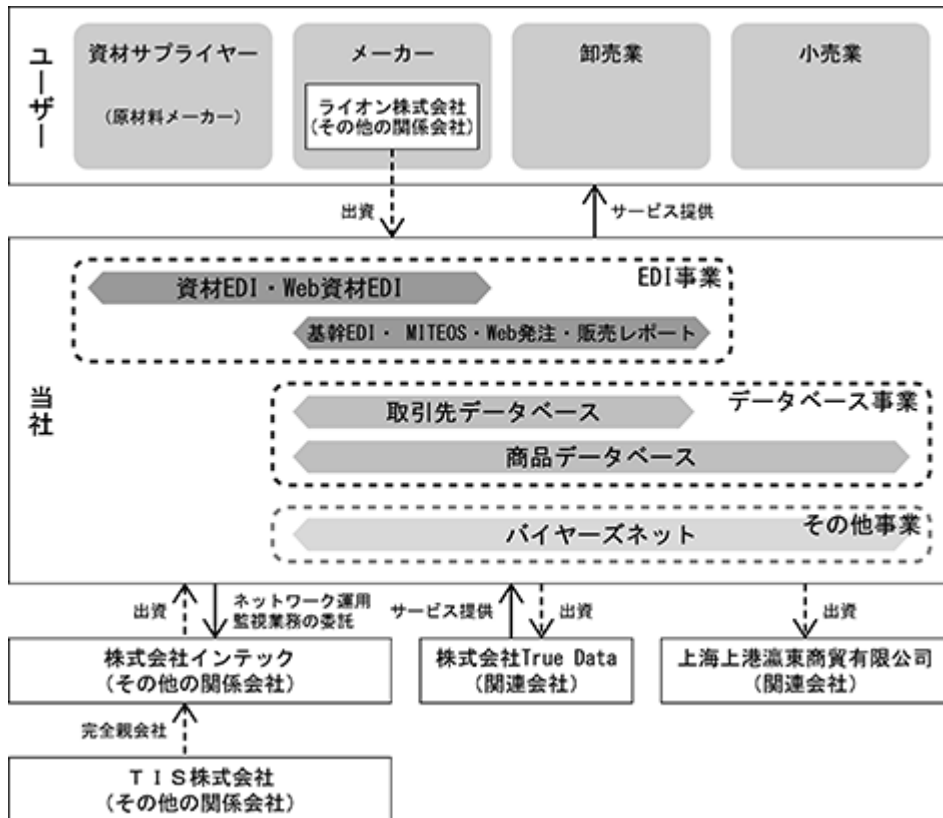 ユーザー
資材サプライヤー
(原材料メーカー)
メーカー
ライオン株式会社
(その他の関係会社)
卸売業
小売業
出資
サービス提供
当社
EDI事業
資材EDI・Web資材EDI
基幹EDI・ MITEOS・Web発注・販売レポート
データベース事業
取引先データベース
商品データベース
その他事業
バイヤーズネット
出資
ネットワーク運用
監視業務の委託
サービス提供
出資
出資
株式会社インテック
(その他の関係会社)
株式会社True Data
(関連会社)
上海上港瀛東商貿有限公司
(関連会社)
完全親会社
TIS株式会社
(その他の関係会社)